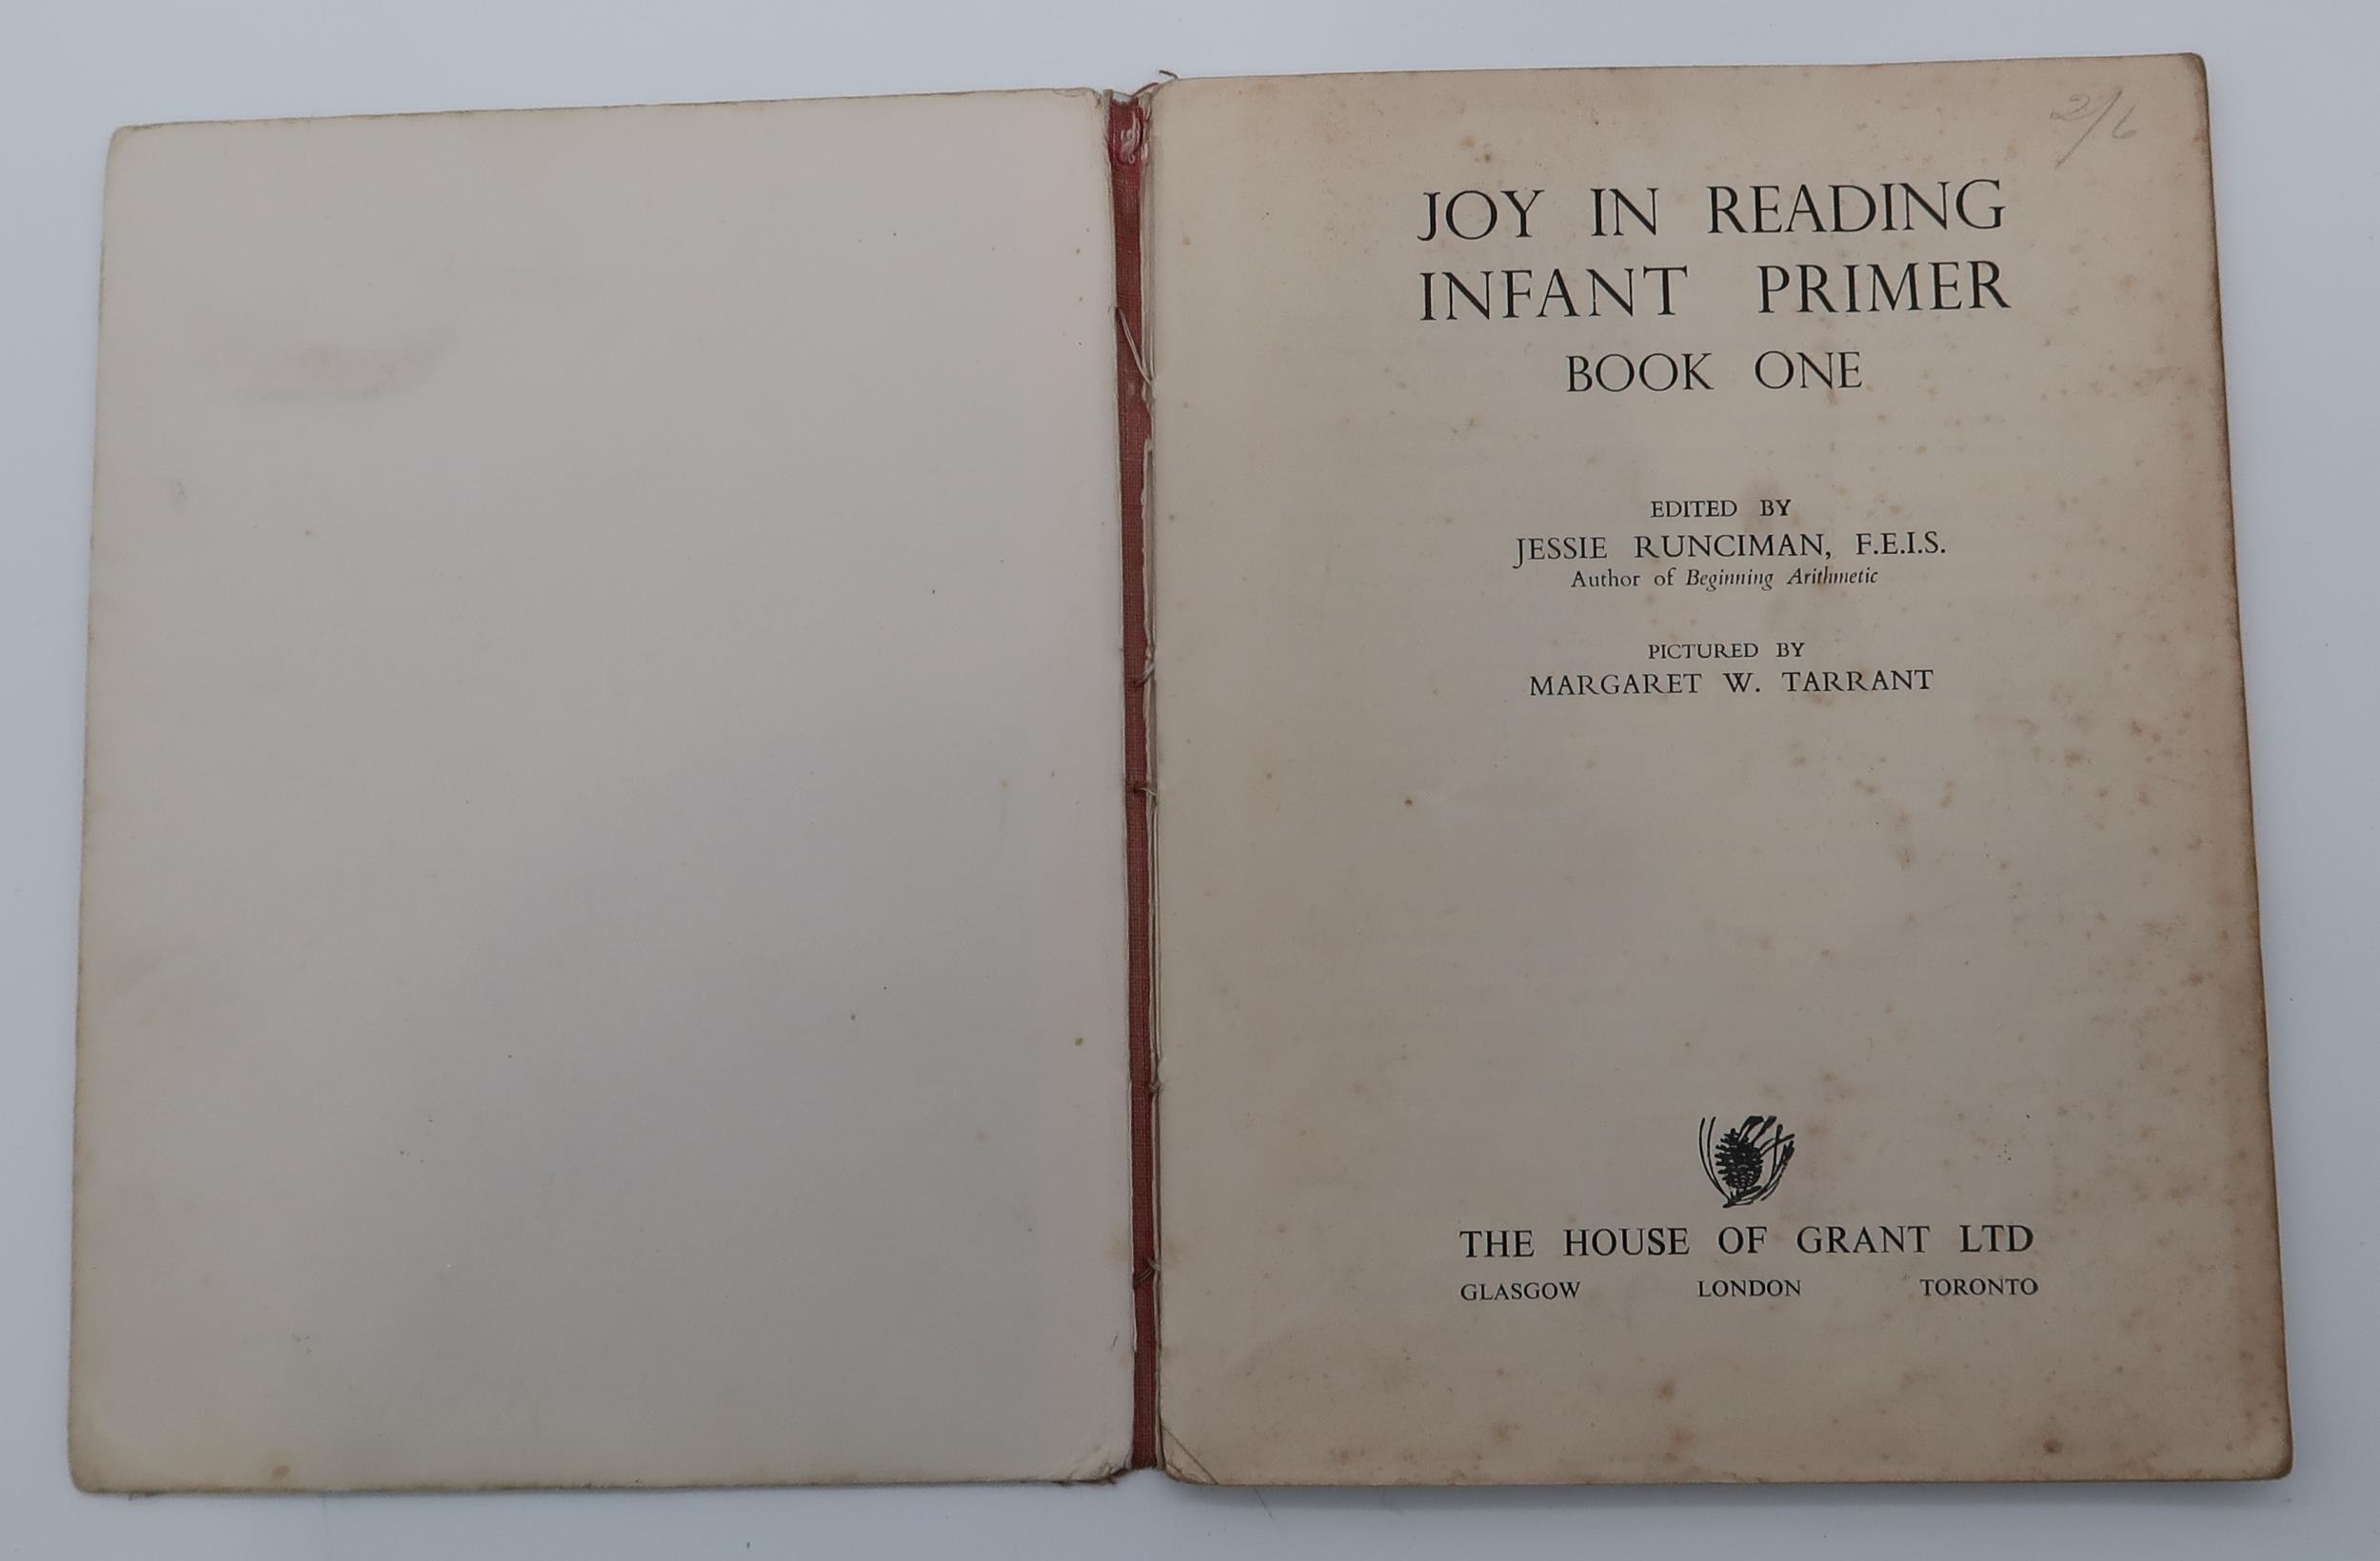 2/6
JOY IN READING
INFANT PRIMER
BOOK ONE
EDITED BY
JESSIE RUNCIMAN, F.E.I.S.
Author of Beginning Arithmetic
PICTURED BY
MARGARET W. TARRANT
THE HOUSE OF GRANT LTD
GLASGOW LONDON TORONTO